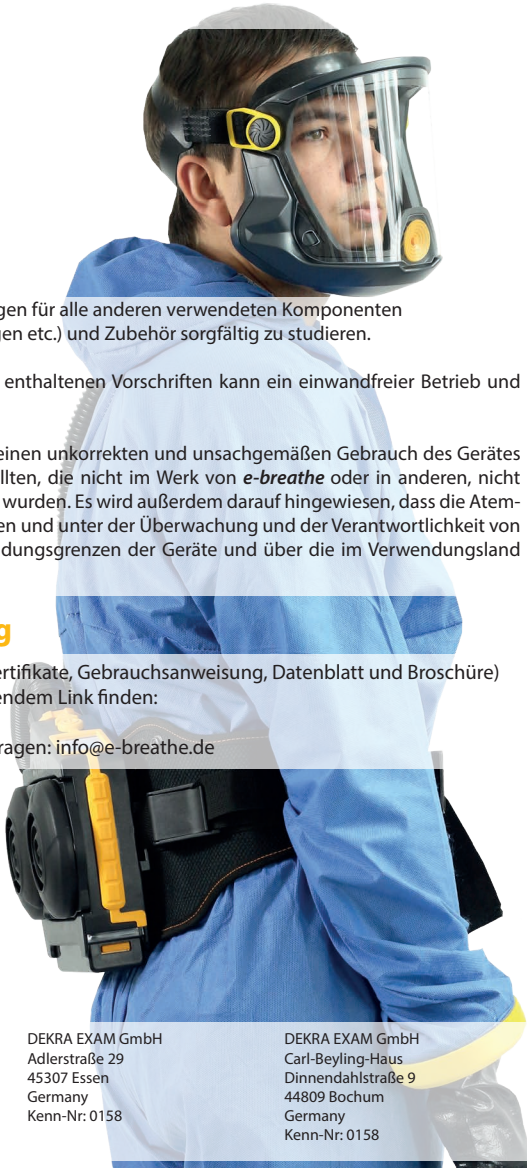 gen für alle anderen verwendeten Komponenten
gen etc.) und Zubehör sorgfältig zu studieren.
enthaltenen Vorschriften kann ein einwandfreier Betrieb und
einen unkorrekten und unsachgemäßen Gebrauch des Gerätes
llten, die nicht im Werk von e-breathe oder in anderen, nicht
wurden. Es wird außerdem darauf hingewiesen, dass die Atem-
en und unter der Überwachung und der Verantwortlichkeit von
dungsgrenzen der Geräte und über die im Verwendungsland
g
ertifikate, Gebrauchsanweisung, Datenblatt und Broschüre)
endem Link finden:
ragen: info@e-breathe.de
DEKRA EXAM GmbH
Adlerstraße 29
45307 Essen
Germany
Kenn-Nr: 0158
DEKRA EXAM GmbH
Carl-Beyling-Haus
Dinnendahlstraße 9
44809 Bochum
Germany
Kenn-Nr: 0158